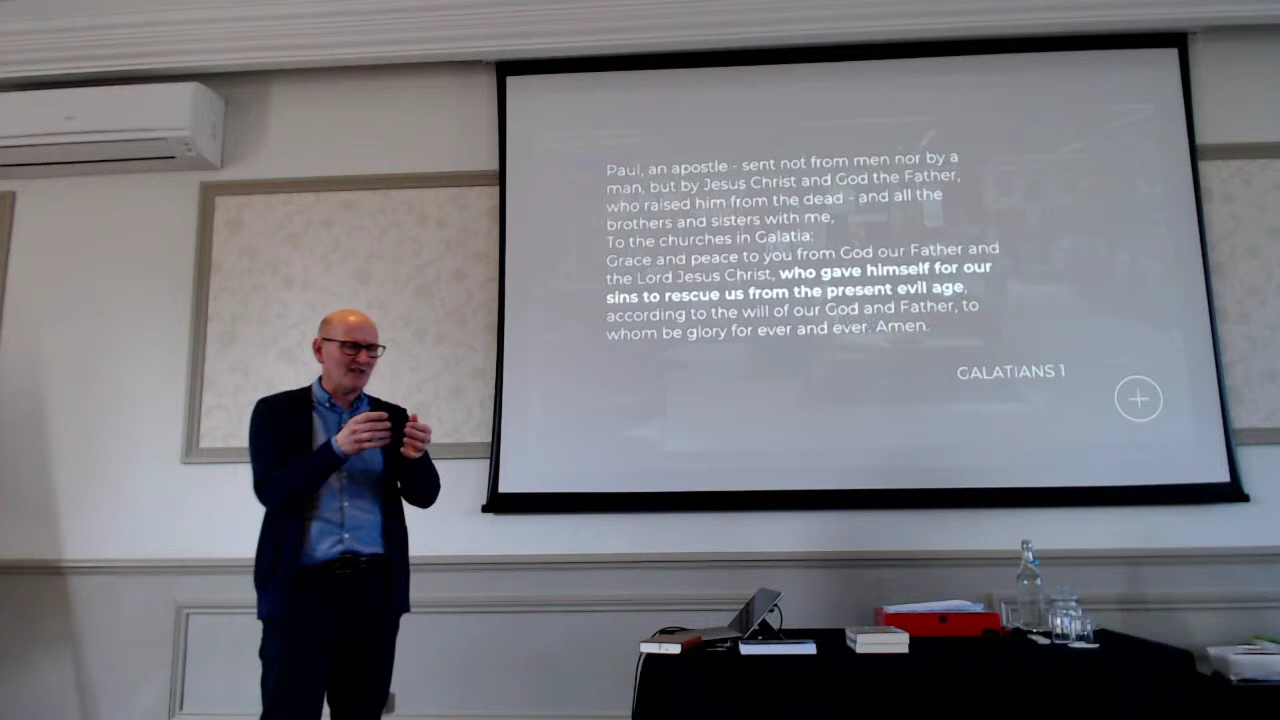 Paul, an apostle - sent not from men nor by a
man, but by Jesus Christ and God the Father,
who raised him from the dead - and all the
brothers and sisters with me,
To the churches in Galatia:
Grace and peace to you from God our Father and
the Lord Jesus Christ, who gave himself for our
sins to rescue us from the present evil age,
according to the will of our God and Father, to
whom be glory for ever and ever. Amen.
GALATIANS 1